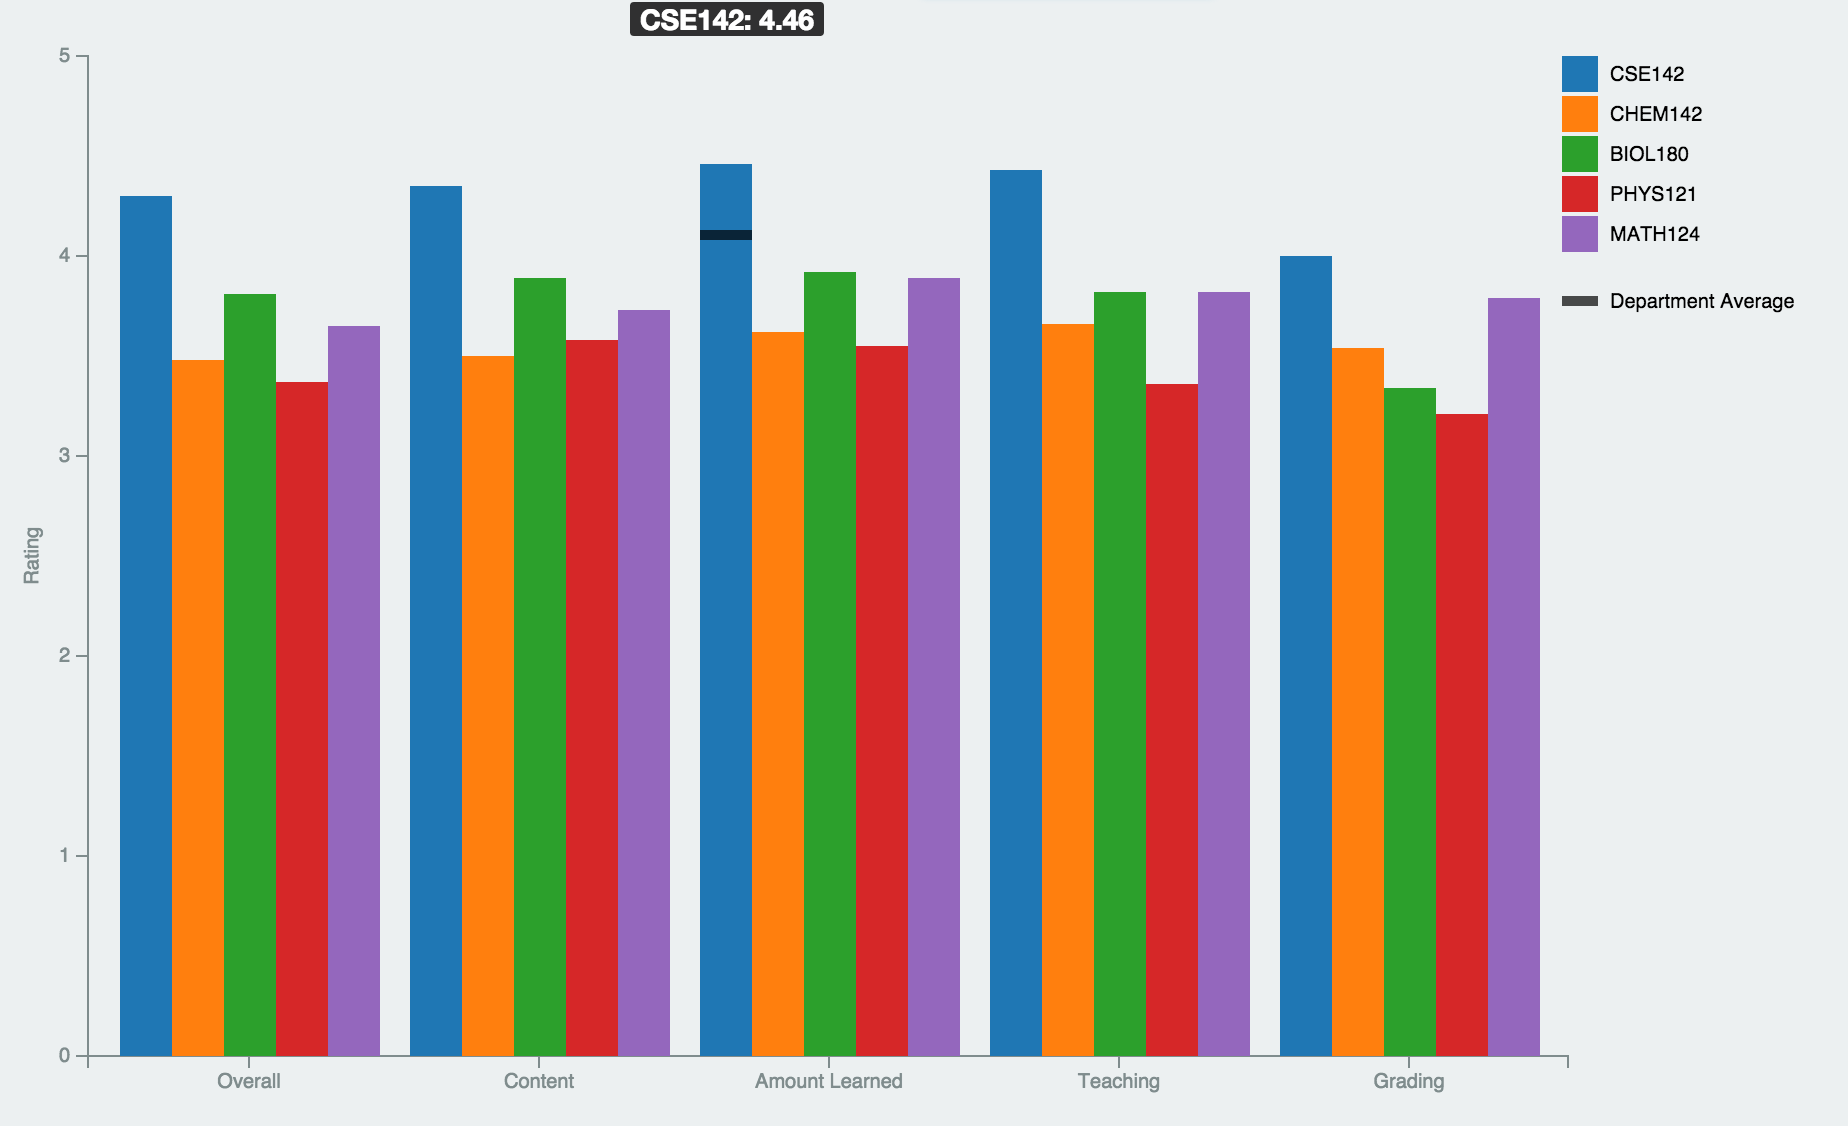 CSE142: 4.46
5
4
3
2
1
0
Rating
Overall
Content
Amount Learned
Teaching
Grading
CSE142
CHEM142
BIOL180
PHYS121
MATH124
Department Average